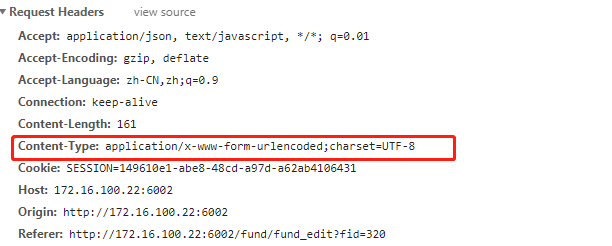 ▼ Request Headers view source
Accept: application/json, text/javascript, */*; q=0.01
Accept-Encoding: gzip, deflate
Accept-Language: zh-CN,zh;q=0.9
Connection: keep-alive
Content-Length: 161
Content-Type: application/x-www-form-urlencoded;charset=UTF-8
Cookie: SESSION=149610e1-abe8-48cd-a97d-a62ab4106431
Host: 172.16.100.22:6002
Origin: http://172.16.100.22:6002
Referer: http://172.16.100.22:6002/fund/fund_edit?fid=320